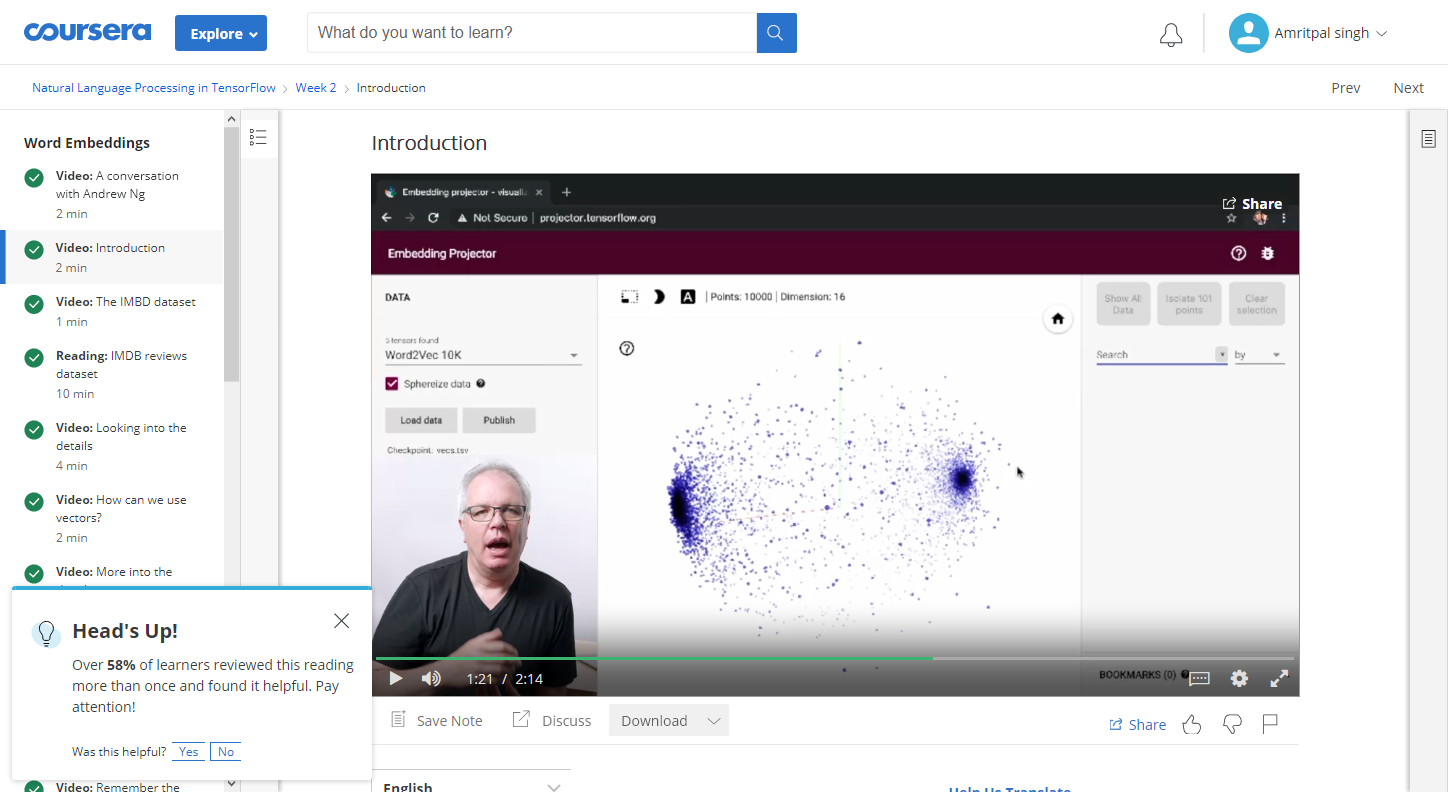 coursera
Explore
What do you want to learn?
Amritpal singh
Natural Language Processing in TensorFlow
Week 2
Introduction
Prev
Next
Word Embeddings
Video: A conversation
with Andrew Ng
2 min
Video: Introduction
2 min
Video: The IMBD dataset
1 min
Reading: IMDB reviews
dataset
10 min
Video: Looking into the
details
4 min
Video: How can we use
vectors?
2 min
Video: More into the
Head's Up!
Over 58% of learners reviewed this reading
more than once and found it helpful. Pay
attention!
Was this helpful? Yes No
Video: Remember the
Introduction
Embedding projector - visuali
Not Secure | projector.tensorflow.org
Share
Embedding Projector
DATA
5 tensors found
Word2Vec 10K
Sphereize data
Load data
Publish
Checkpoint: vecs.tsv
A
Points: 10000 | Dimension: 16
Show All
Data
Isolate 101
points
Clear
selection
Search
by
BOOKMARKS (0)
1:21 / 2:14
Save Note
Discuss
Download
Share
English
Help Us Translate